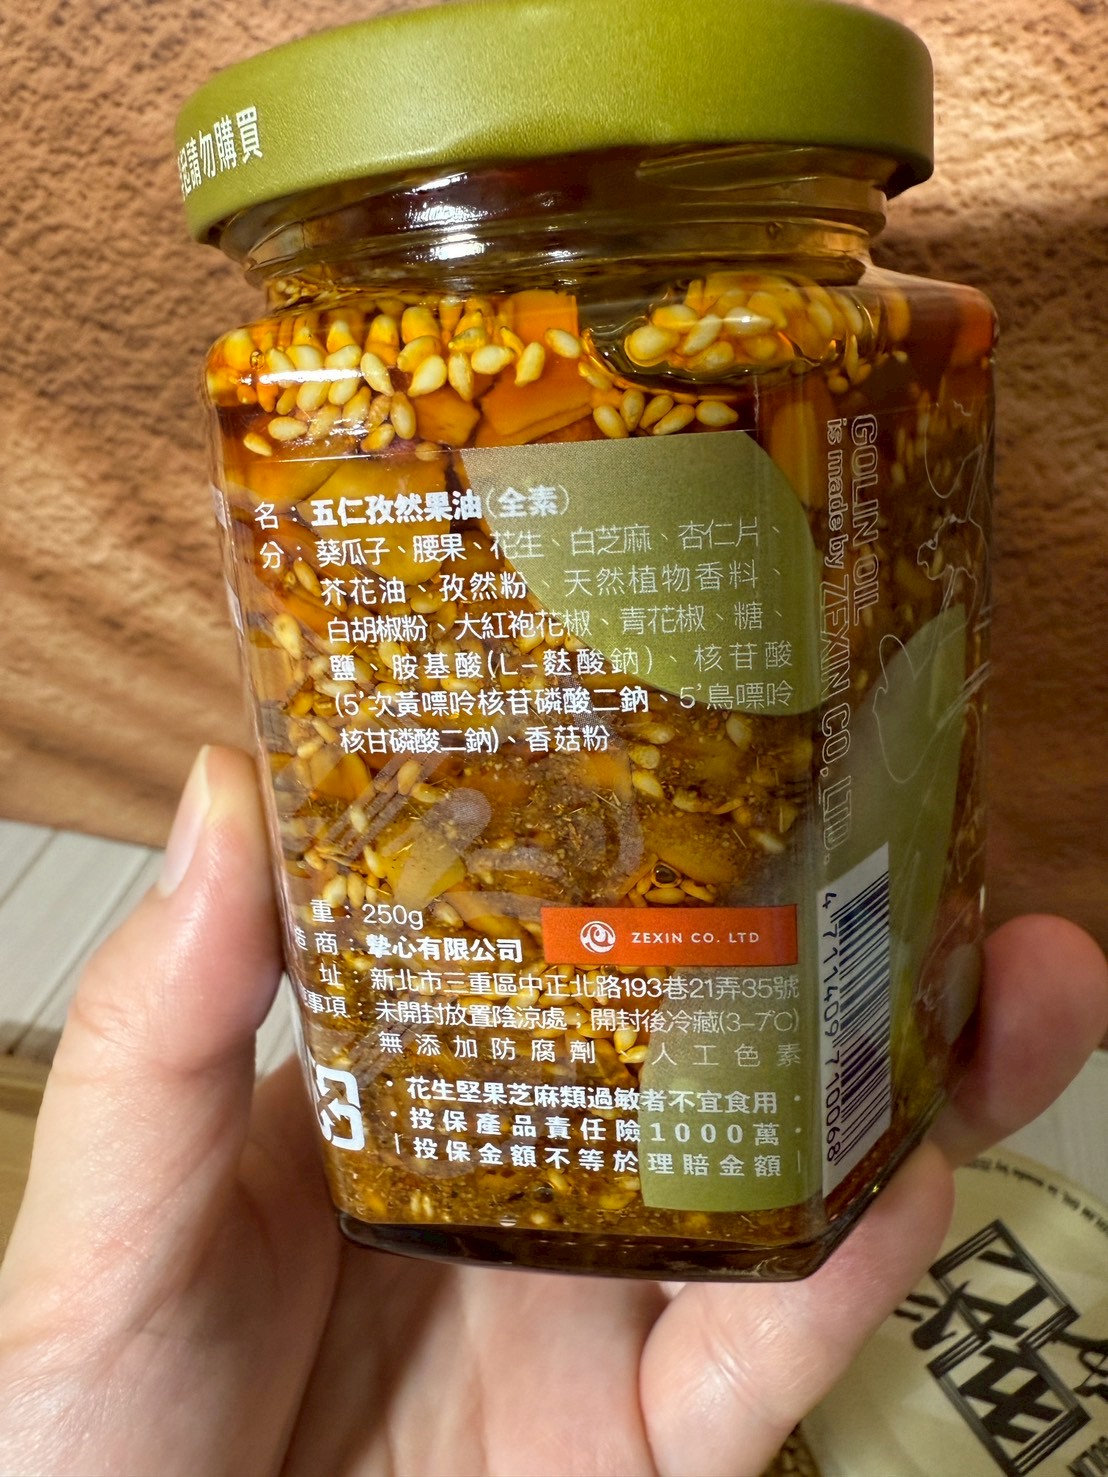 請勿購買
名：五仁孜然果油(全素)
分：葵瓜子、腰果、花生、白芝麻、杏仁片、
芥花油、孜然粉、天然植物香料、
白胡椒粉、大紅袍花椒、青花椒、糖、
鹽、胺基酸(L-麩酸鈉)、核苷酸
(5’次黃嘌呤核苷磷酸二鈉、5’鳥嘌呤
核甘磷酸二鈉)、香菇粉
重：250g
造商：摯心有限公司
ZEXIN CO. LTD
址：新北市三重區中正北路193巷21弄35號
事項：未開封放置陰涼處；開封後冷藏(3-7℃)
無添加防腐劑 人工色素
・花生堅果芝麻類過敏者不宜食用・
・投保產品責任險1000萬・
｜投保金額不等於理賠金額｜
GOLIN OIL
is made by ZEXIN CO. LTD.
4711409710068